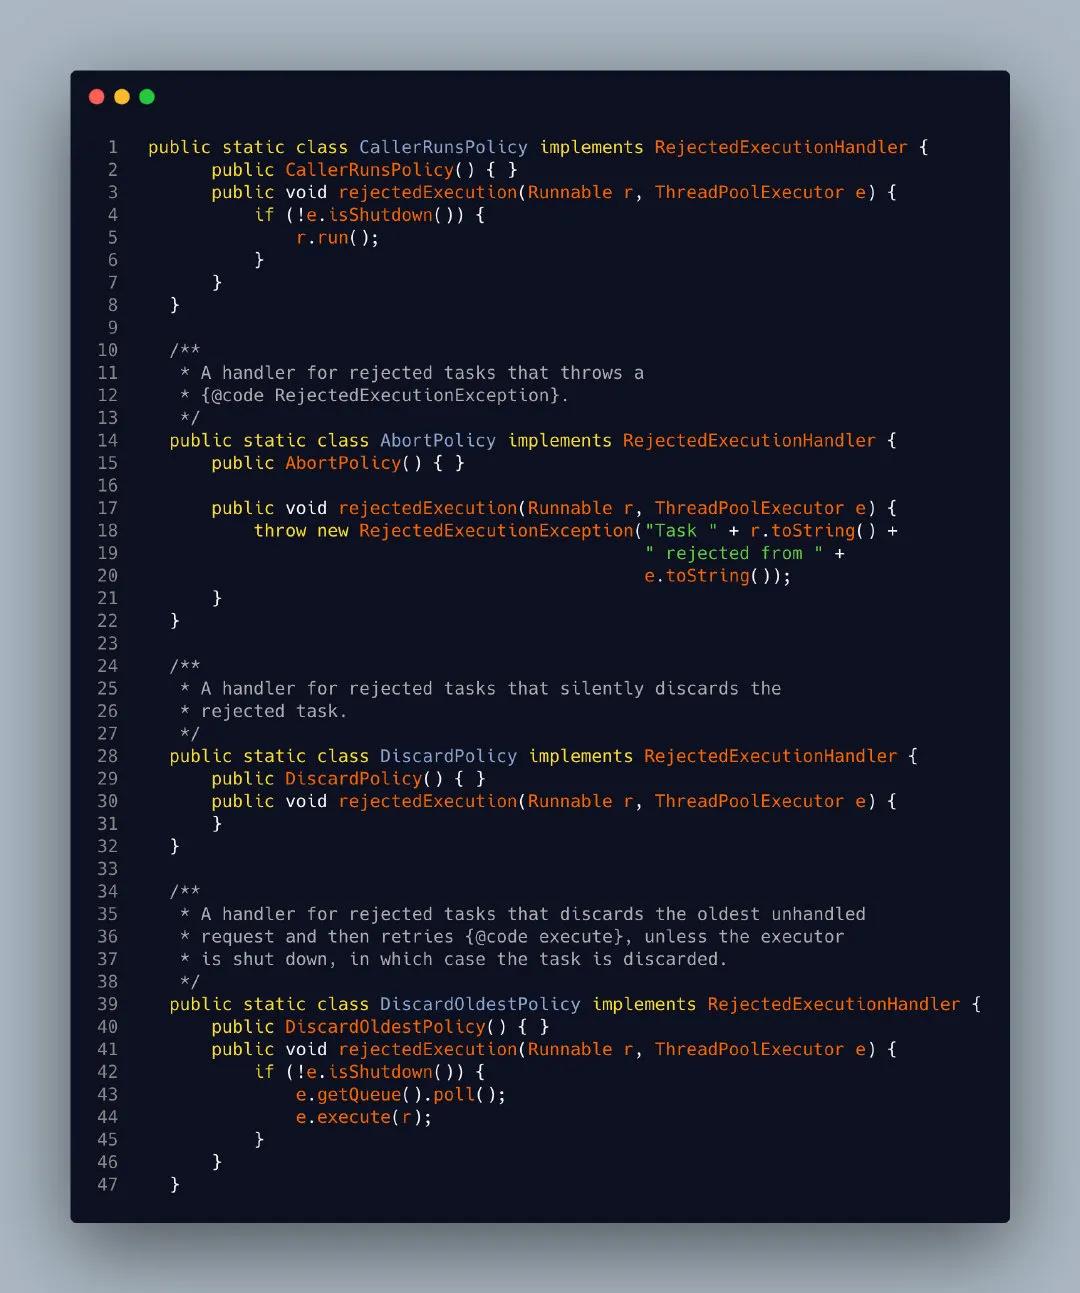 1 public static class CallerRunsPolicy implements RejectedExecutionHandler {
2 public CallerRunsPolicy() { }
3 public void rejectedExecution(Runnable r, ThreadPoolExecutor e) {
4 if (!e.isShutdown()) {
5 r.run();
6 }
7 }
8 }
9
10 /**
11 * A handler for rejected tasks that throws a
12 * {@code RejectedExecutionException}.
13 */
14 public static class AbortPolicy implements RejectedExecutionHandler {
15 public AbortPolicy() { }
16
17 public void rejectedExecution(Runnable r, ThreadPoolExecutor e) {
18 throw new RejectedExecutionException("Task " + r.toString() +
19 " rejected from " +
20 e.toString());
21 }
22 }
23
24 /**
25 * A handler for rejected tasks that silently discards the
26 * rejected task.
27 */
28 public static class DiscardPolicy implements RejectedExecutionHandler {
29 public DiscardPolicy() { }
30 public void rejectedExecution(Runnable r, ThreadPoolExecutor e) {
31 }
32 }
33
34 /**
35 * A handler for rejected tasks that discards the oldest unhandled
36 * request and then retries {@code execute}, unless the executor
37 * is shut down, in which case the task is discarded.
38 */
39 public static class DiscardOldestPolicy implements RejectedExecutionHandler {
40 public DiscardOldestPolicy() { }
41 public void rejectedExecution(Runnable r, ThreadPoolExecutor e) {
42 if (!e.isShutdown()) {
43 e.getQueue().poll();
44 e.execute(r);
45 }
46 }
47 }